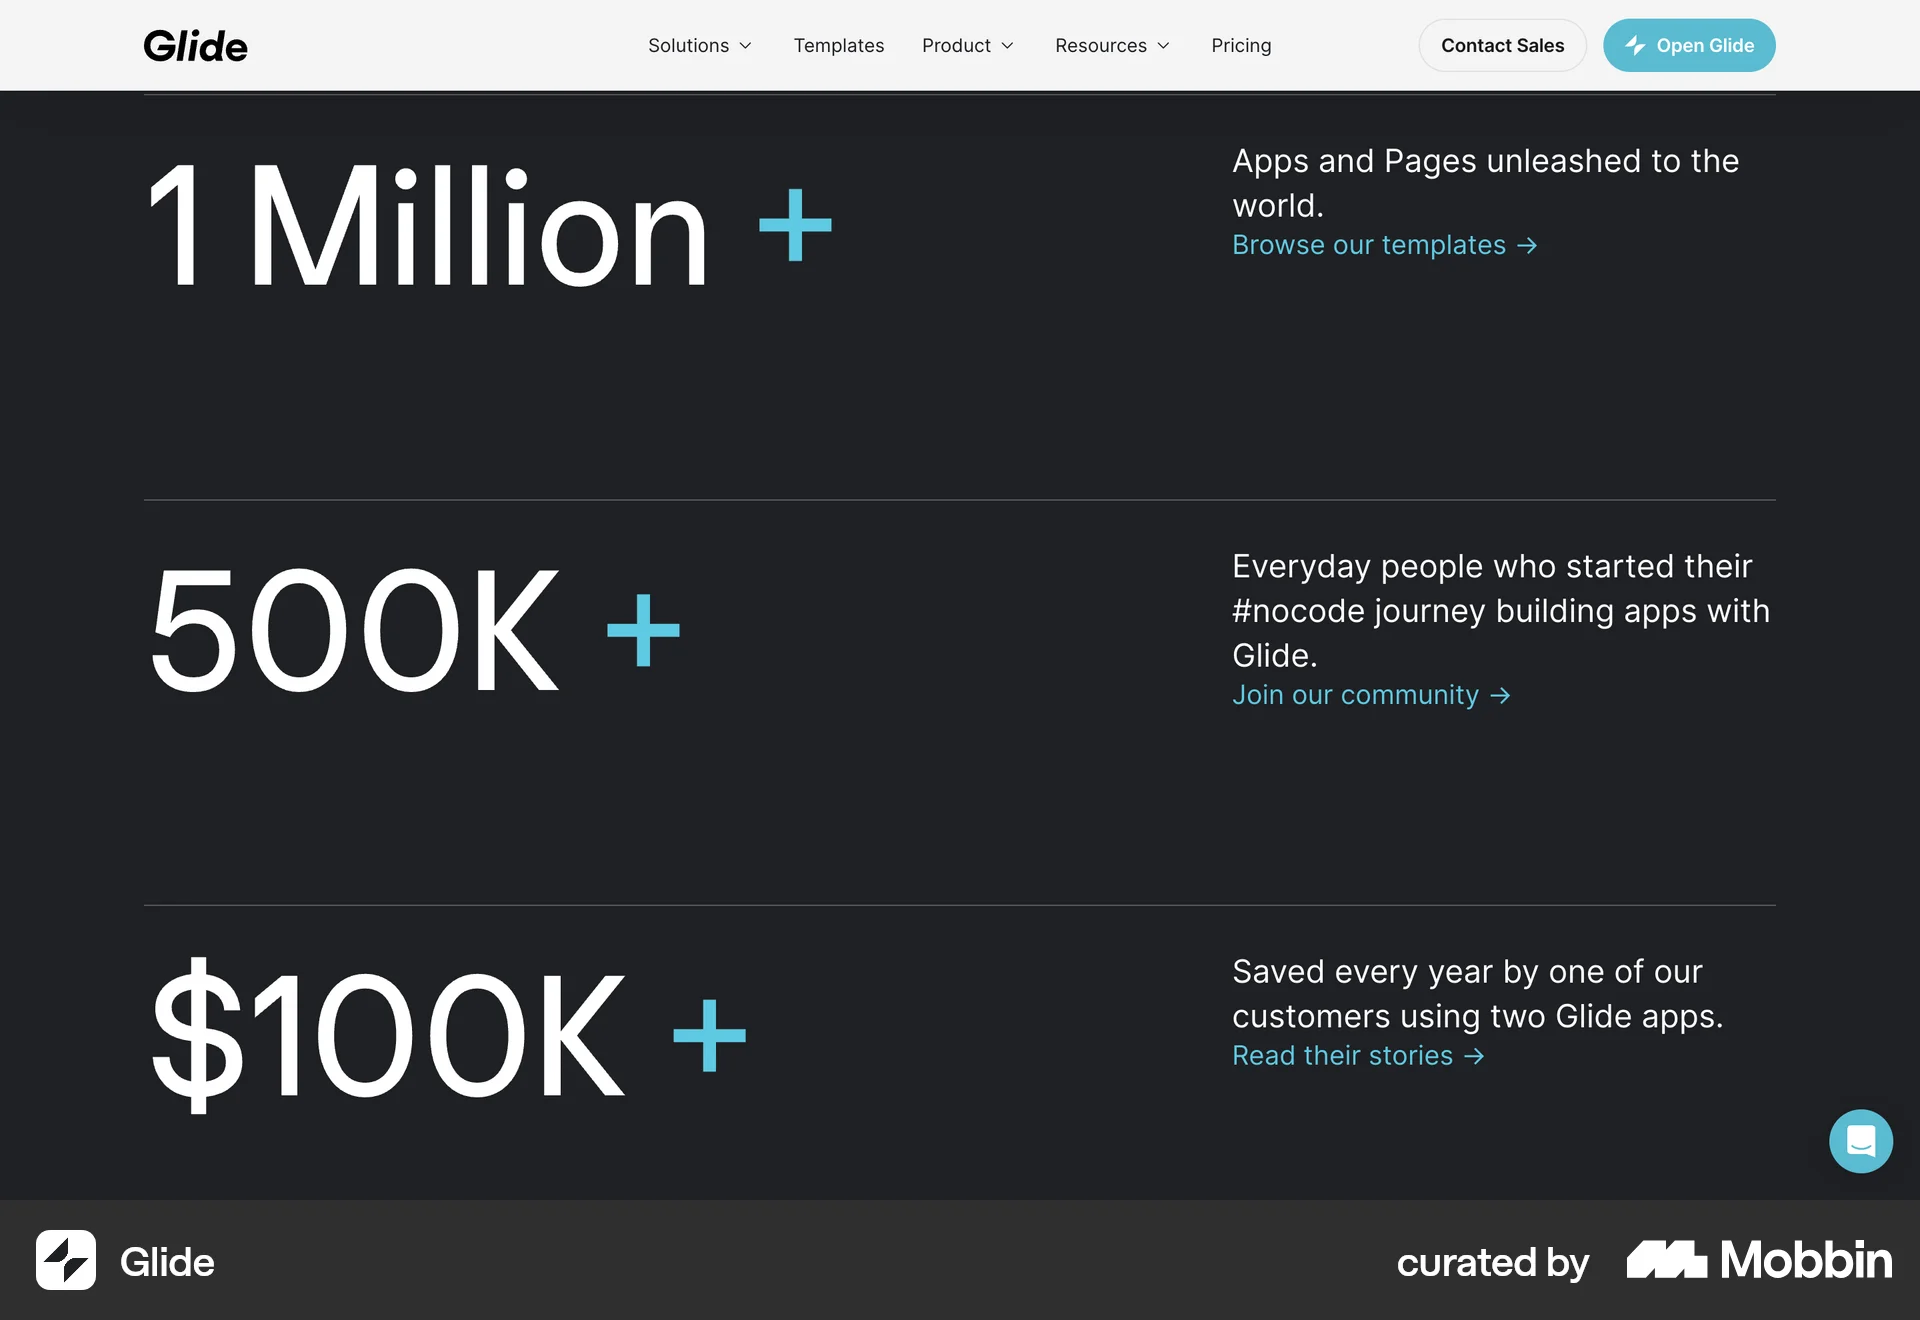 Glide
Solutions
Templates
Product
Resources
Pricing
Contact Sales
Open Glide
1 Million +
Apps and Pages unleashed to the
world.
Browse our templates →
500K +
Everyday people who started their
#nocode journey building apps with
Glide.
Join our community →
$100K +
Saved every year by one of our
customers using two Glide apps.
Read their stories →
Glide
curated by Mobbin